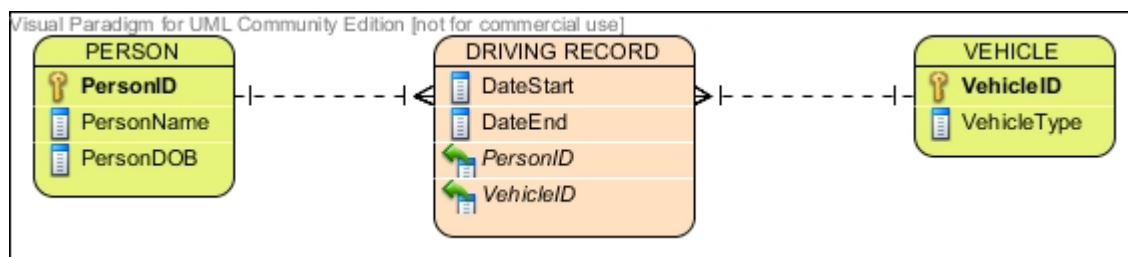 Visual Paradigm for UML Community Edition [not for commercial use]
PERSON
PersonID
PersonName
PersonDOB
DRIVING RECORD
DateStart
DateEnd
PersonID
VehicleID
VEHICLE
VehicleID
VehicleType